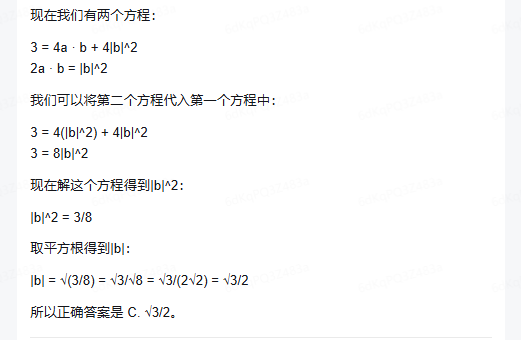 现在我们有两个方程：
3 = 4a · b + 4|b|^2
2a · b = |b|^2
我们可以将第二个方程代入第一个方程中：
3 = 4(|b|^2) + 4|b|^2
3 = 8|b|^2
现在解这个方程得到|b|^2：
|b|^2 = 3/8
取平方根得到|b|：
|b| = √(3/8) = √3/√8 = √3/(2√2) = √3/2
所以正确答案是 C. √3/2。